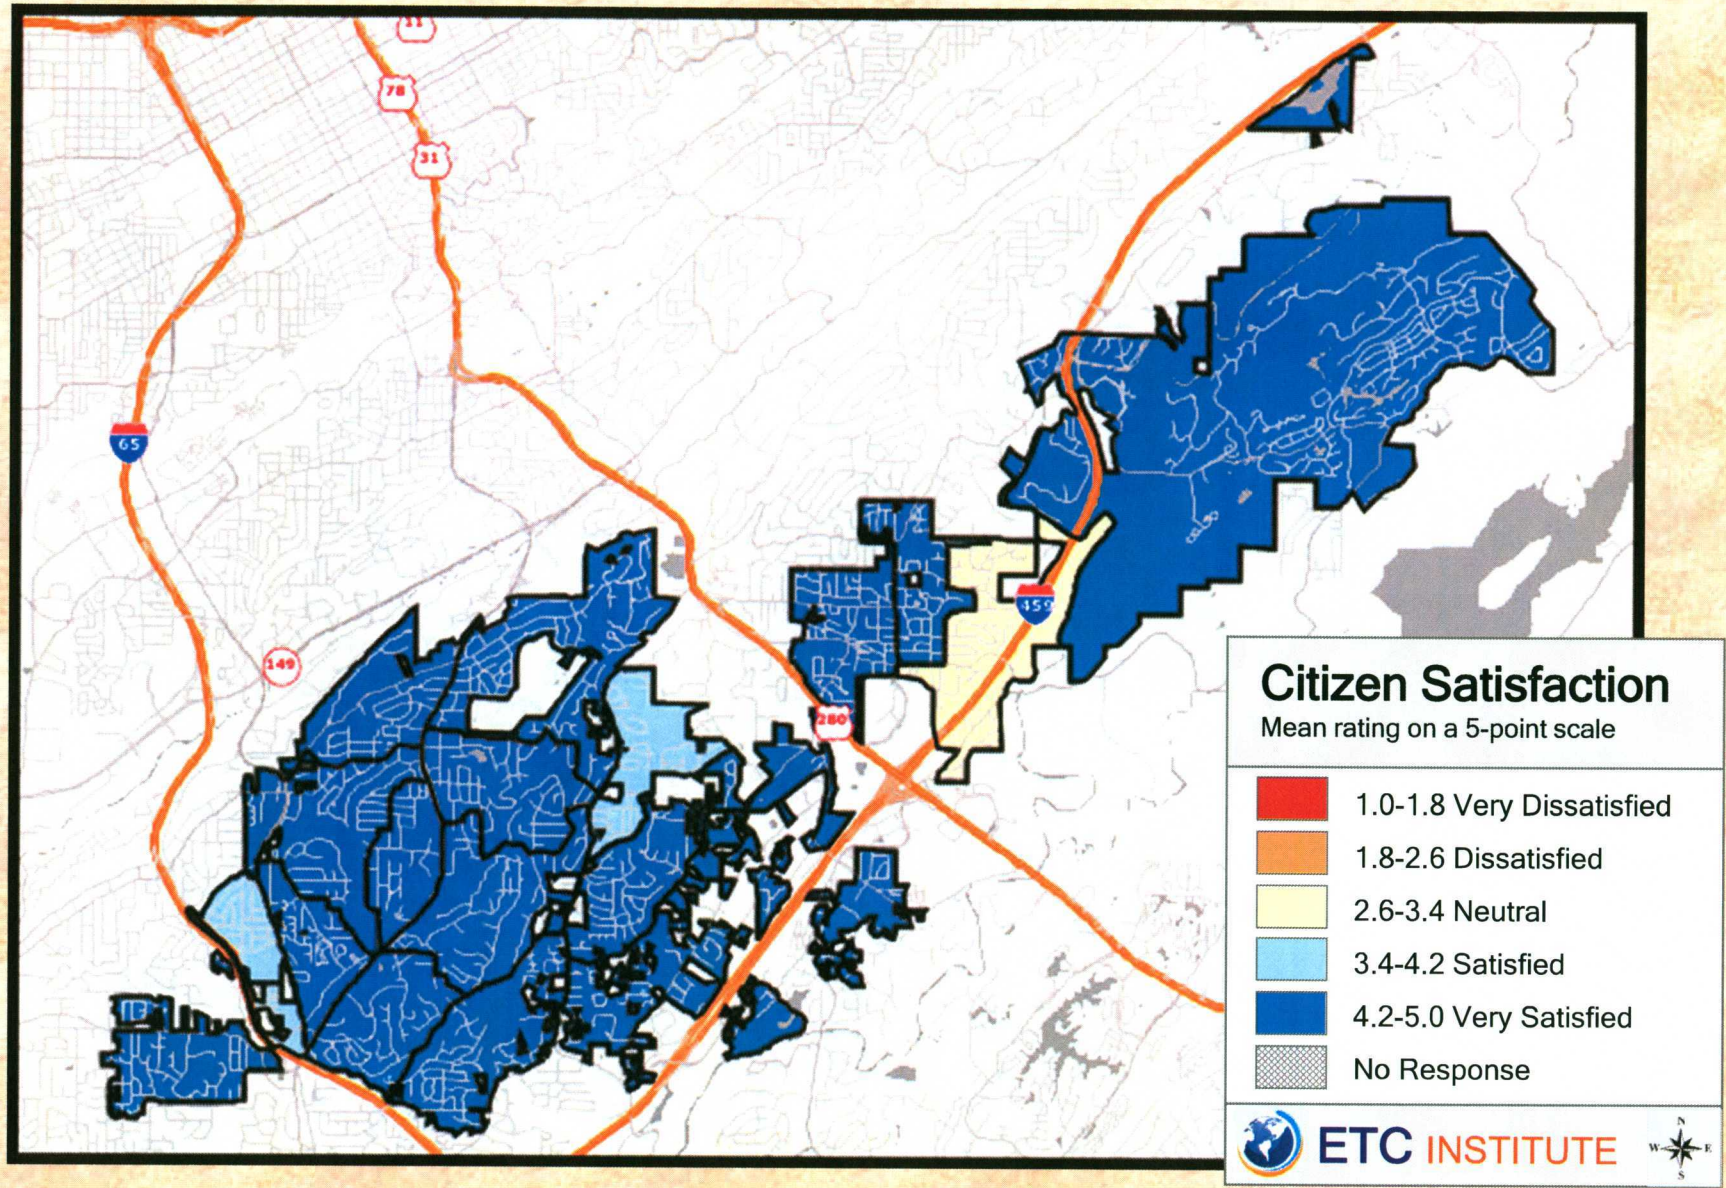 11
78
31
65
149
459
280
Citizen Satisfaction
Mean rating on a 5-point scale
1.0-1.8 Very Dissatisfied
1.8-2.6 Dissatisfied
2.6-3.4 Neutral
3.4-4.2 Satisfied
4.2-5.0 Very Satisfied
No Response
ETC INSTITUTE
N
W E
S